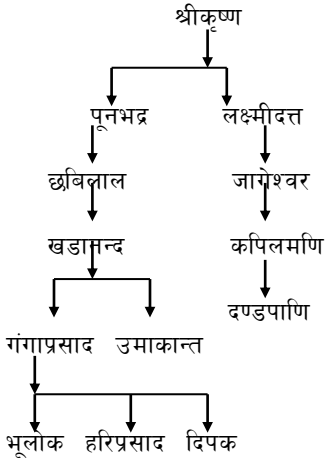 श्रीकृष्ण
पूनभद्र लक्ष्मीदत्त
छबिलाल जागेश्वर
खडानन्द कपिलमणि
दण्डपाणि
गंगाप्रसाद उमाकान्त
भूलोक हरिप्रसाद दिपक